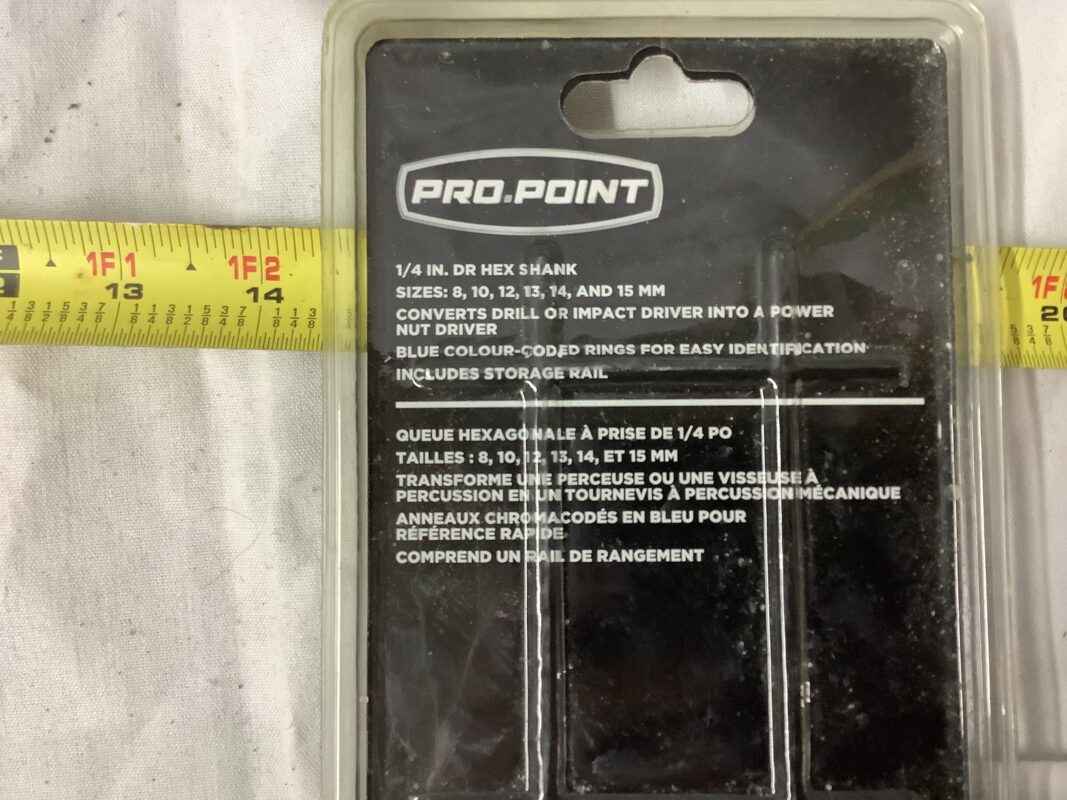 PRO.POINT
1/4 IN. DR HEX SHANK
SIZES: 8, 10, 12, 13, 14, AND 15 MM
CONVERTS DRILL OR IMPACT DRIVER INTO A POWER
NUT DRIVER
BLUE COLOUR-CODED RINGS FOR EASY IDENTIFICATION
INCLUDES STORAGE RAIL
QUEUE HEXAGONALE À PRISE DE 1/4 PO
TAILLES : 8, 10, 12, 13, 14, ET 15 MM
TRANSFORME UNE PERCEUSE OU UNE VISSEUSE À
PERCUSSION EN UN TOURNEVIS À PERCUSSION MÉCANIQUE
ANNEAUX CHROMACODÉS EN BLEU POUR
RÉFÉRENCE RAPIDE
COMPREND UN RAIL DE RANGEMENT
1F 1
1F 2
13
14